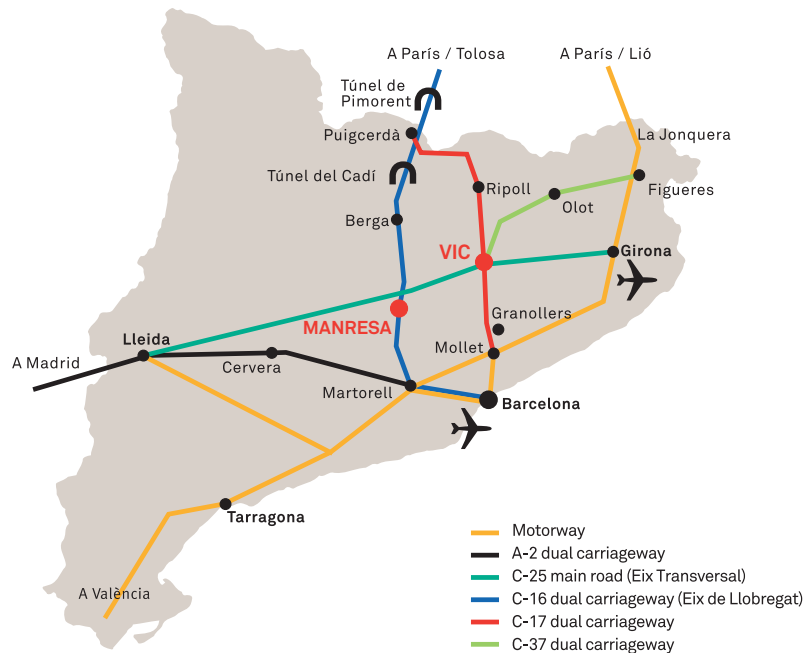 A París / Tolosa
A París / Lió
Túnel de
Pimorent
Puigcerdà
La Jonquera
Túnel del Cadí
Ripoll
Figueres
Olot
Berga
VIC
Girona
MANRESA
Granollers
Lleida
Mollet
A Madrid
Cervera
Martorell
Barcelona
Tarragona
A València
Motorway
A-2 dual carriageway
C-25 main road (Eix Transversal)
C-16 dual carriageway (Eix de Llobregat)
C-17 dual carriageway
C-37 dual carriageway